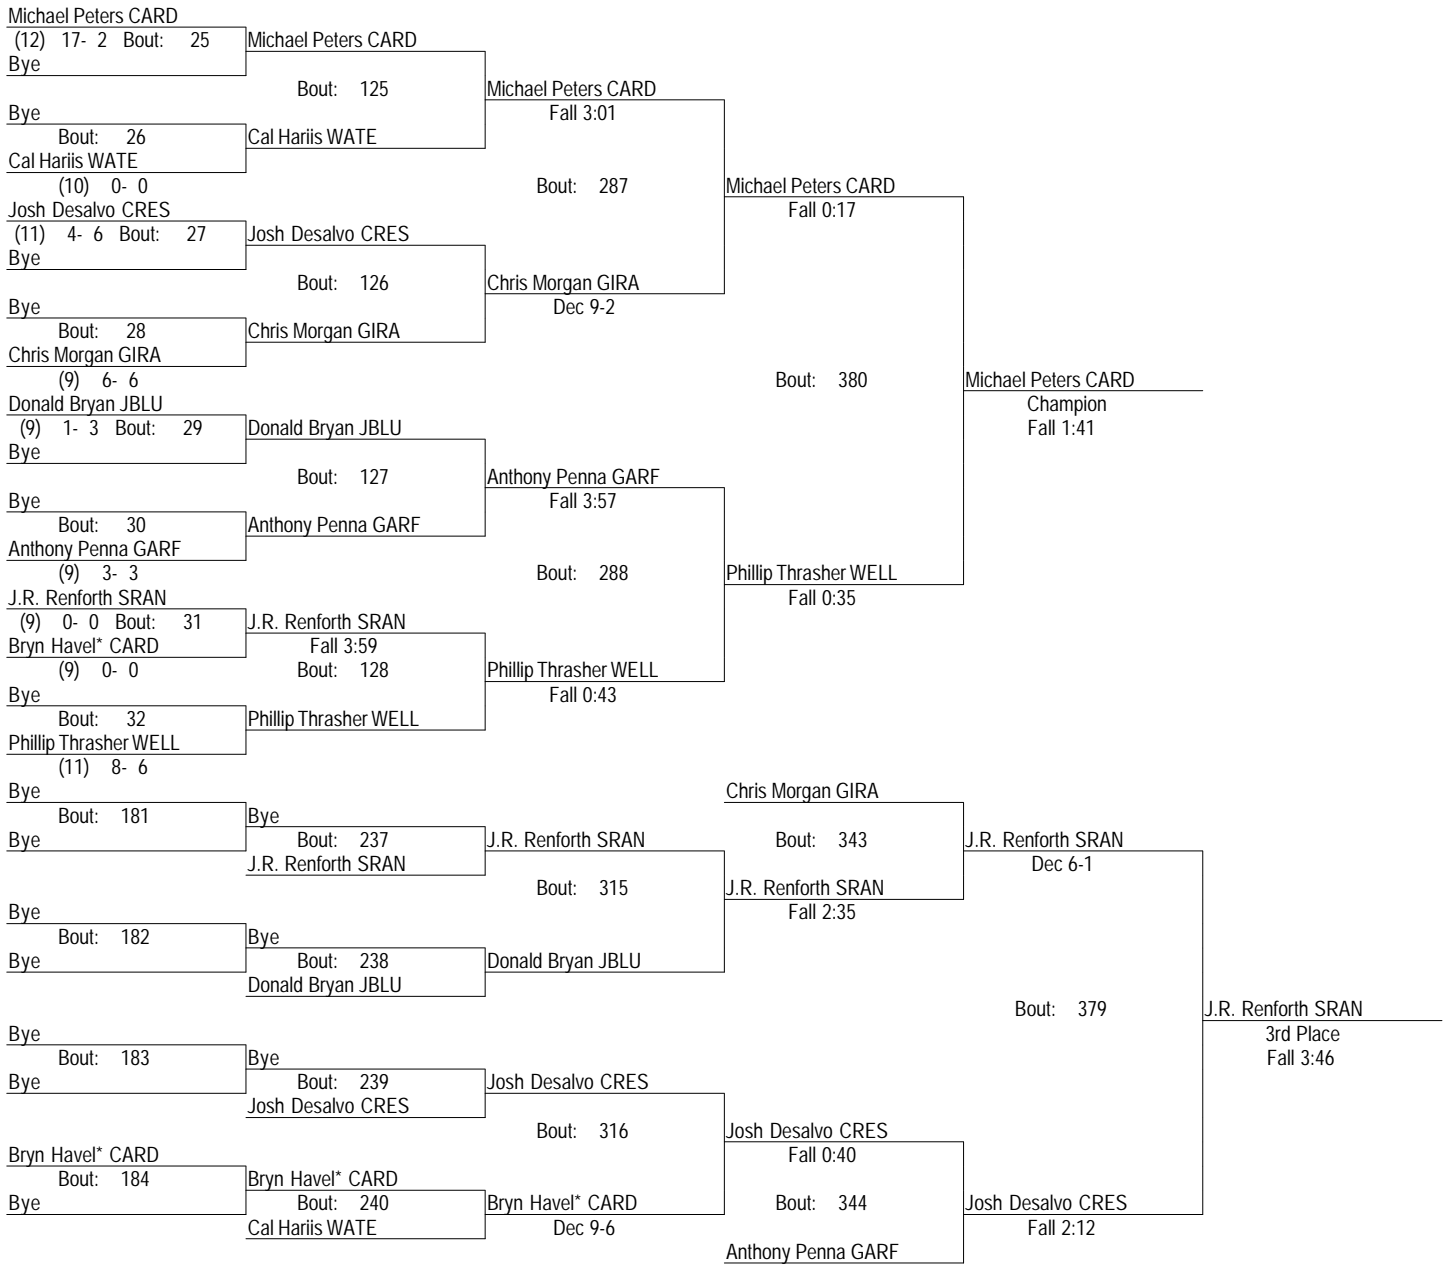 Michael Peters CARD
(12) 17- 2 Bout: 25 Michael Peters CARD
Bye
Bout: 125 Michael Peters CARD
Bye Fall 3:01
Bout: 26 Cal Hariis WATE
Cal Hariis WATE
(10) 0- 0 Bout: 287 Michael Peters CARD
Josh Desalvo CRES Fall 0:17
(11) 4- 6 Bout: 27 Josh Desalvo CRES
Bye
Bout: 126 Chris Morgan GIRA
Bye Dec 9-2
Bout: 28 Chris Morgan GIRA
Chris Morgan GIRA
(9) 6- 6 Bout: 380 Michael Peters CARD
Donald Bryan JBLU Champion
(9) 1- 3 Bout: 29 Donald Bryan JBLU Fall 1:41
Bye
Bout: 127 Anthony Penna GARF
Bye Fall 3:57
Bout: 30 Anthony Penna GARF
Anthony Penna GARF
(9) 3- 3 Bout: 288 Phillip Thrasher WELL
J.R. Renforth SRAN Fall 0:35
(9) 0- 0 Bout: 31 J.R. Renforth SRAN
Bryn Havel* CARD Fall 3:59
(9) 0- 0 Bout: 128 Phillip Thrasher WELL
Bye Fall 0:43
Bout: 32 Phillip Thrasher WELL
Phillip Thrasher WELL
(11) 8- 6
Bye Chris Morgan GIRA
Bout: 181 Bye
Bye Bout: 237 J.R. Renforth SRAN Bout: 343 J.R. Renforth SRAN
J.R. Renforth SRAN Dec 6-1
Bout: 315 J.R. Renforth SRAN
Bye Fall 2:35
Bout: 182 Bye
Bye Bout: 238 Donald Bryan JBLU
Donald Bryan JBLU
Bout: 379 J.R. Renforth SRAN
Bye 3rd Place
Bout: 183 Bye Fall 3:46
Bye Bout: 239 Josh Desalvo CRES
Josh Desalvo CRES
Bout: 316 Josh Desalvo CRES
Bryn Havel* CARD Fall 0:40
Bout: 184 Bryn Havel* CARD
Bye Bout: 240 Bryn Havel* CARD Bout: 344 Josh Desalvo CRES
Cal Hariis WATE Dec 9-6 Fall 2:12
Anthony Penna GARF